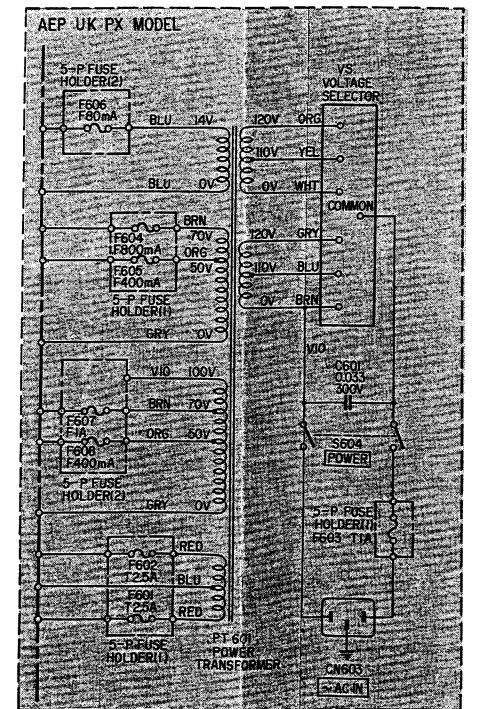 AEP UK PX MODEL
5-P FUSE
HOLDER(2)
F606
F80mA
BLU 14V
BLU 0V
BRN
70V
F604
F800mA
ORG
50V
F605
F400mA
5-P FUSE
HOLDER(1)
GRY 0V
VIO 100V
BRN 70V
F607
F1A
ORG 50V
F608
F400mA
5-P FUSE
HOLDER(2)
GRY 0V
RED
F602
T2.5A
BLU
F601
T2.5A
RED
5-P FUSE
HOLDER(1)
PT601
POWER
TRANSFORMER
VS
VOLTAGE
SELECTOR
120V ORG
110V YEL
0V WHT
COMMON
120V GRY
110V BLU
0V BRN
VIO
C601
0.033
300V
S604
POWER
5-P FUSE
HOLDER(1)
F603 T1A
CN603
~AC IN